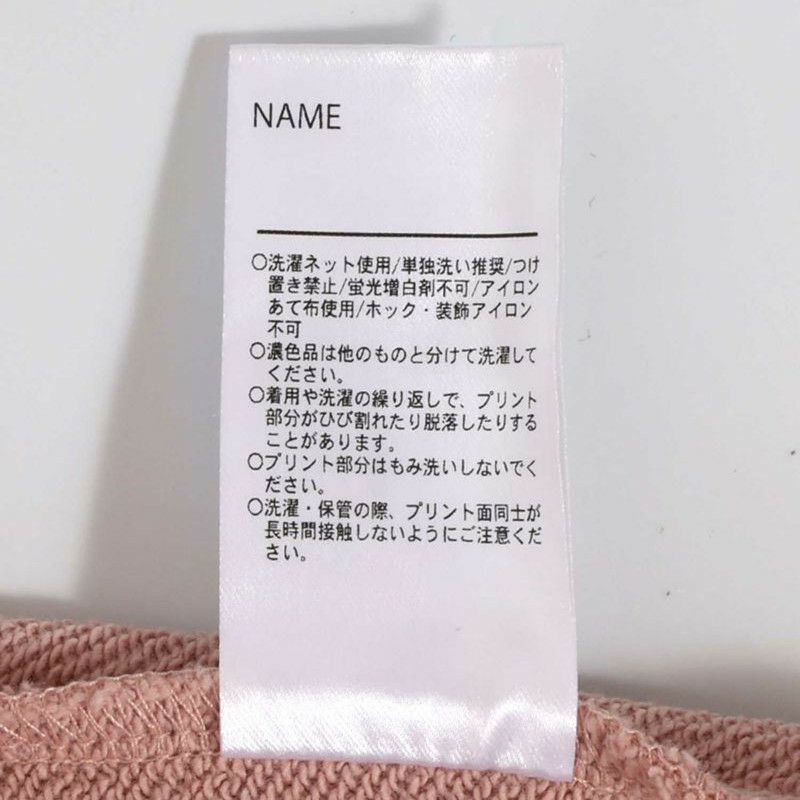 NAME
○洗濯ネット使用/単独洗い推奨/つけ
置き禁止/蛍光増白剤不可/アイロン
あて布使用/ホック・装飾アイロン
不可
○濃色品は他のものと分けて洗濯して
ください。
○着用や洗濯の繰り返しで、プリント
部分がひび割れたり脱落したりする
ことがあります。
○プリント部分はもみ洗いしないでく
ださい。
○洗濯・保管の際、プリント面同士が
長時間接触しないようにご注意くだ
さい。